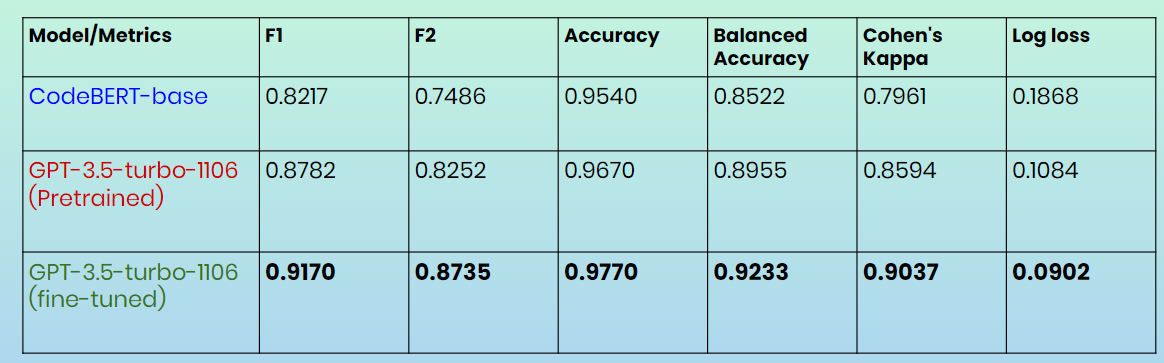 Model/Metrics F1 F2 Accuracy Balanced Accuracy Cohen's Kappa Log loss
CodeBERT-base 0.8217 0.7486 0.9540 0.8522 0.7961 0.1868
GPT-3.5-turbo-1106 (Pretrained) 0.8782 0.8252 0.9670 0.8955 0.8594 0.1084
GPT-3.5-turbo-1106 (fine-tuned) 0.9170 0.8735 0.9770 0.9233 0.9037 0.0902